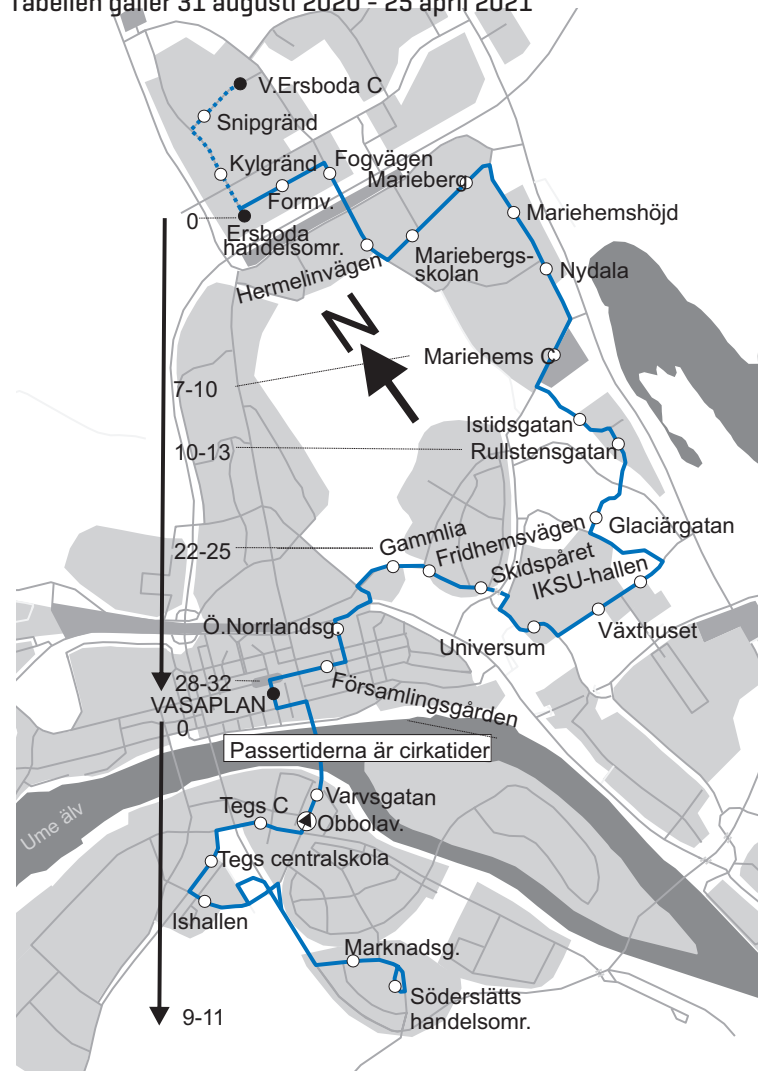 Tabellen gäller 31 augusti 2020 - 25 april 2021
V.Ersboda C
Snipgränd
Kylgränd
Fogvägen
Marieberg
Formv.
0
Ersboda
handelsomr.
Mariehemshöjd
Mariebergs-
skolan
Hermelinvägen
Nydala
N
Mariehems C
7-10
Istidsgatan
10-13
Rullstensgatan
Glaciärgatan
22-25
Gammlia
Fridhemsvägen
Skidspåret
IKSU-hallen
Ö.Norrlandsg.
Universum
Växthuset
28-32
VASAPLAN
0
Församlingsgården
Passertiderna är cirkatider
Ume älv
Varvsgatan
Tegs C
Obbolav.
Tegs centralskola
Ishallen
Marknadsg.
Söderslätts
handelsomr.
9-11